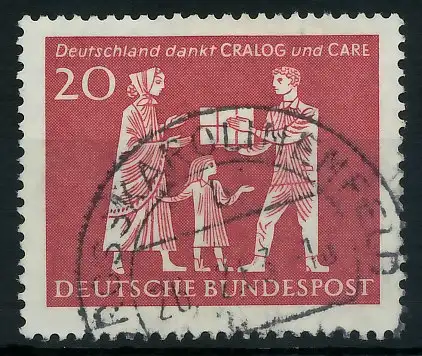 Deutschland dankt CRALOG und CARE
20
DEUTSCHE BUNDESPOST